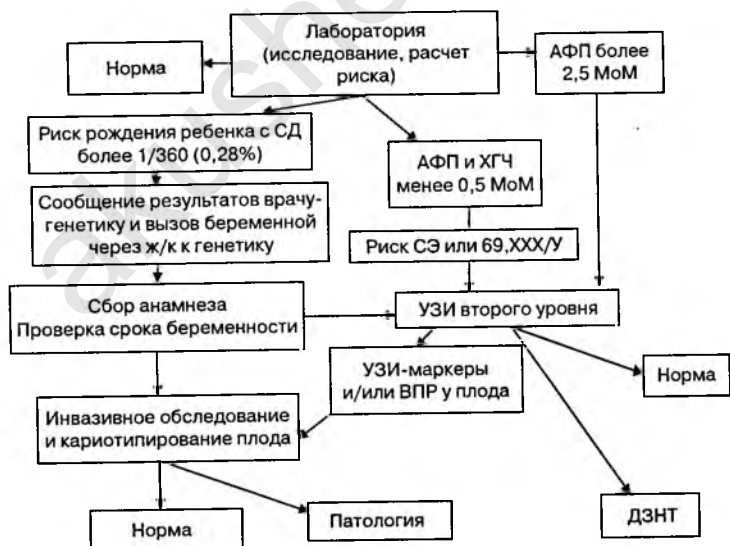 Лаборатория
(исследование, расчет
риска)
Норма
АФП более
2,5 МоМ
Риск рождения ребенка с СД
более 1/360 (0,28%)
АФП и ХГЧ
менее 0,5 МоМ
Сообщение результатов врачу-
генетику и вызов беременной
через ж/к к генетику
Риск СЭ или 69,ХХХ/У
Сбор анамнеза
Проверка срока беременности
УЗИ второго уровня
УЗИ-маркеры
и/или ВПР у плода
Норма
Инвазивное обследование
и кариотипирование плода
Норма
Патология
ДЗНТ
akushe